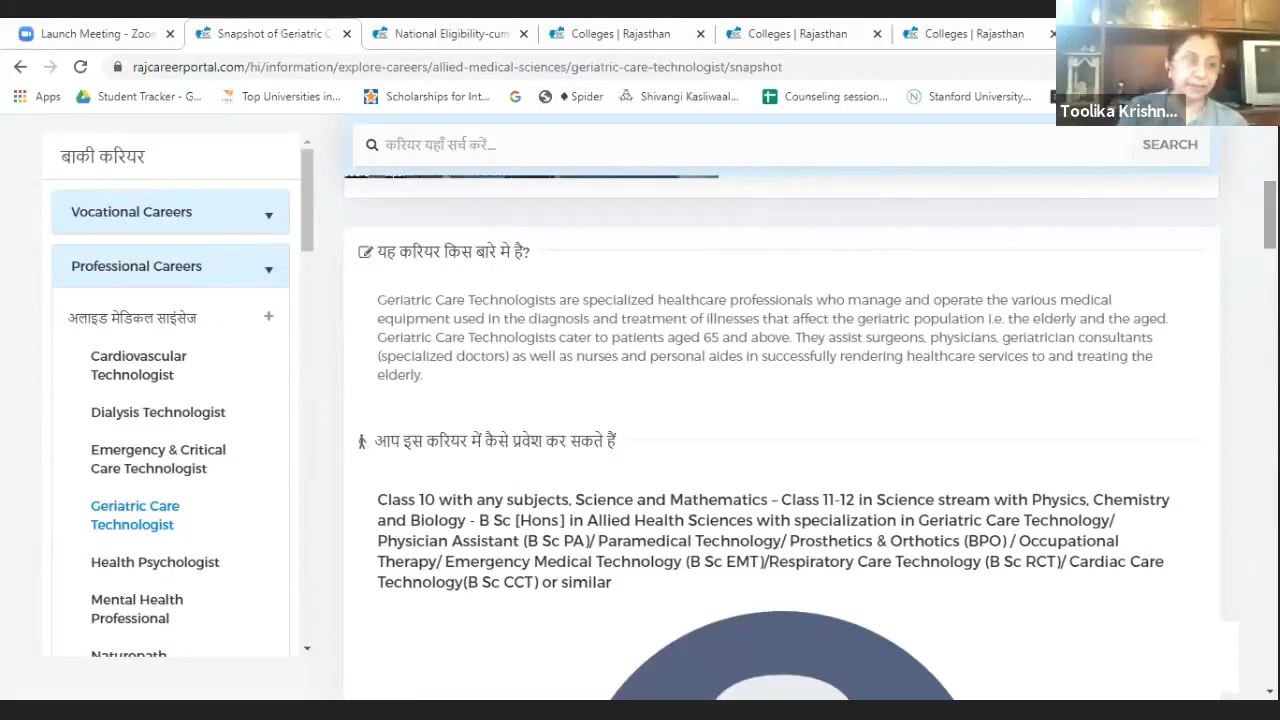 Launch Meeting - Zoo
Snapshot of Geriatric C
National Eligibility-cum
Colleges | Rajasthan
Colleges | Rajasthan
Colleges | Rajasthan
rajcareerportal.com/hi/information/explore-careers/allied-medical-sciences/geriatric-care-technologist/snapshot
Apps
Student Tracker - G...
Top Universities in...
Scholarships for Int...
Spider
Shivangi Kasliwaal...
Counseling session...
Stanford University...
Toolika Krishn...
बाकी करियर
Vocational Careers
Professional Careers
अलाइड मेडिकल साइंसेज
Cardiovascular
Technologist
Dialysis Technologist
Emergency & Critical
Care Technologist
Geriatric Care
Technologist
Health Psychologist
Mental Health
Professional
Naturopath
करियर यहाँ सर्च करें...
SEARCH
यह करियर किस बारे मे है?
Geriatric Care Technologists are specialized healthcare professionals who manage and operate the various medical
equipment used in the diagnosis and treatment of illnesses that affect the geriatric population i.e. the elderly and the aged.
Geriatric Care Technologists cater to patients aged 65 and above. They assist surgeons, physicians, geriatrician consultants
(specialized doctors) as well as nurses and personal aides in successfully rendering healthcare services to and treating the
elderly.
आप इस करियर में कैसे प्रवेश कर सकते हैं
Class 10 with any subjects, Science and Mathematics – Class 11-12 in Science stream with Physics, Chemistry
and Biology - B Sc [Hons] in Allied Health Sciences with specialization in Geriatric Care Technology/
Physician Assistant (B Sc PA)/ Paramedical Technology/ Prosthetics & Orthotics (BPO) / Occupational
Therapy/ Emergency Medical Technology (B Sc EMT)/Respiratory Care Technology (B Sc RCT)/ Cardiac Care
Technology(B Sc CCT) or similar